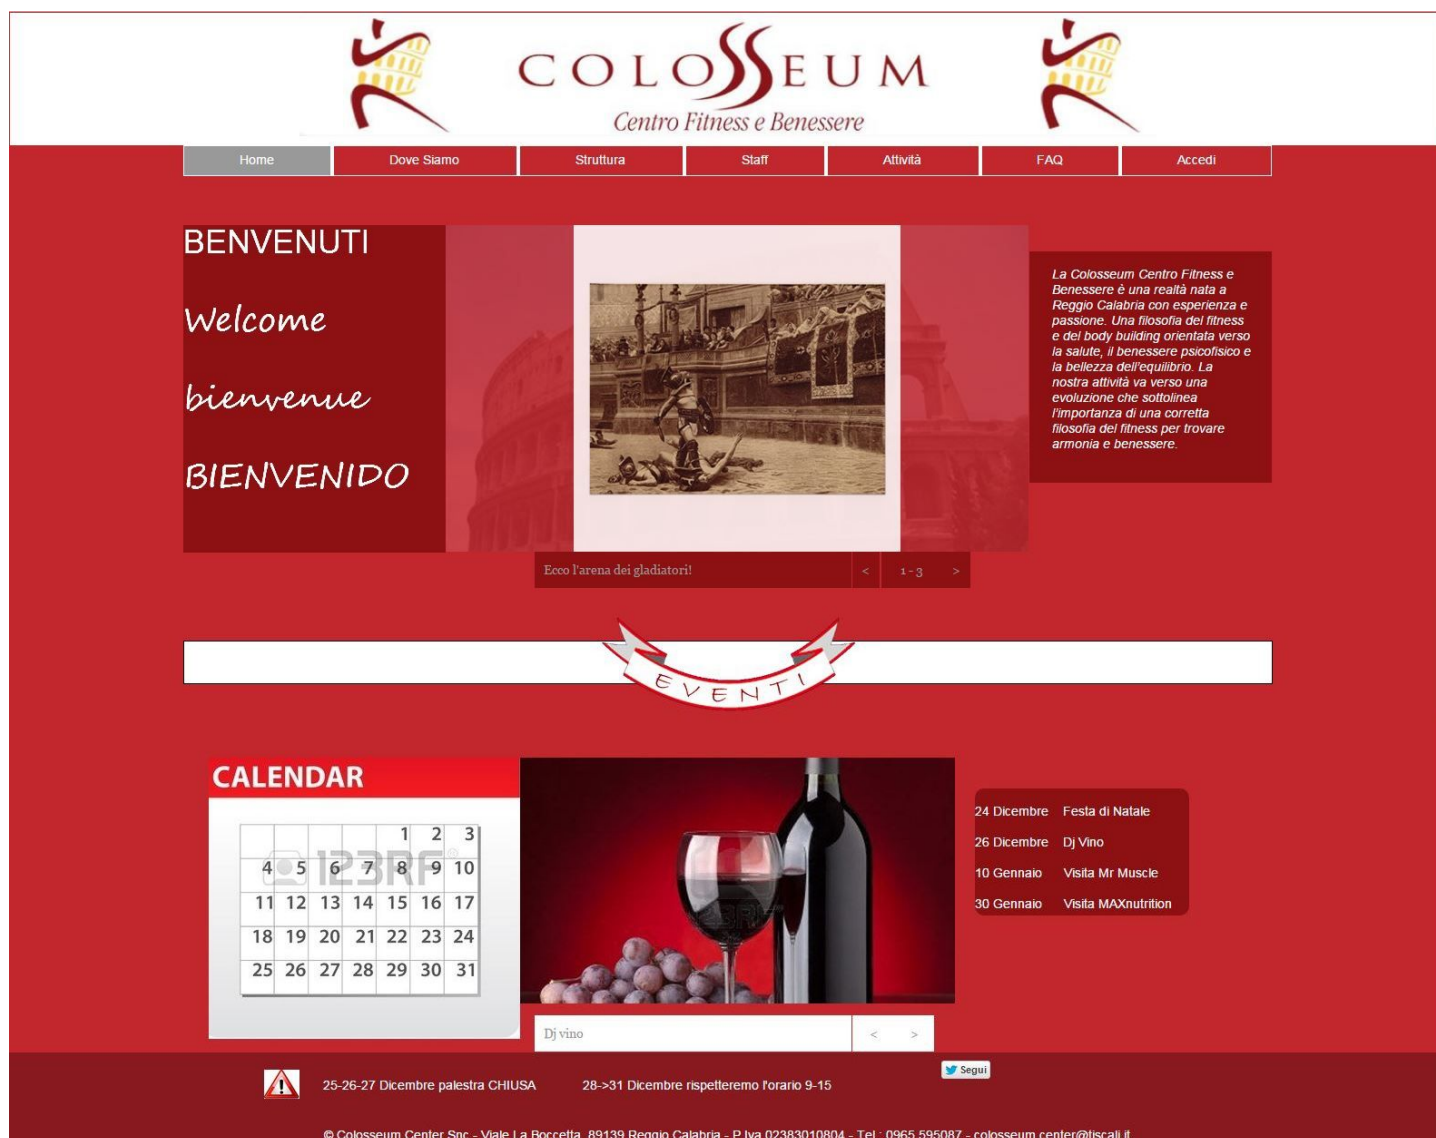 COLOSSEUM
Centro Fitness e Benessere
Home Dove Siamo Struttura Staff Attività FAQ Accedi
BENVENUTI
Welcome
bienvenue
BIENVENIDO
La Colosseum Centro Fitness e
Benessere è una realtà nata a
Reggio Calabria con esperienza e
passione. Una filosofia del fitness
e del body building orientata verso
la salute, il benessere psicofisico e
la bellezza dell'equilibrio. La
nostra attività va verso una
evoluzione che sottolinea
l'importanza di una corretta
filosofia del fitness per trovare
armonia e benessere.
Ecco l'arena dei gladiatori! < 1 - 3 >
EVENTI
CALENDAR
1 2 3
4 5 6 7 8 9 10
11 12 13 14 15 16 17
18 19 20 21 22 23 24
25 26 27 28 29 30 31
123RF
123RF
24 Dicembre Festa di Natale
26 Dicembre Dj Vino
10 Gennaio Visita Mr Muscle
30 Gennaio Visita MAXnutrition
Dj vino < >
Segui
25-26-27 Dicembre palestra CHIUSA 28->31 Dicembre rispetteremo l'orario 9-15
© Colosseum Center Snc - Viale La Boccetta, 89139 Reggio Calabria - P.Iva 02383010804 - Tel.: 0965 595087 - colosseum.center@tiscali.it